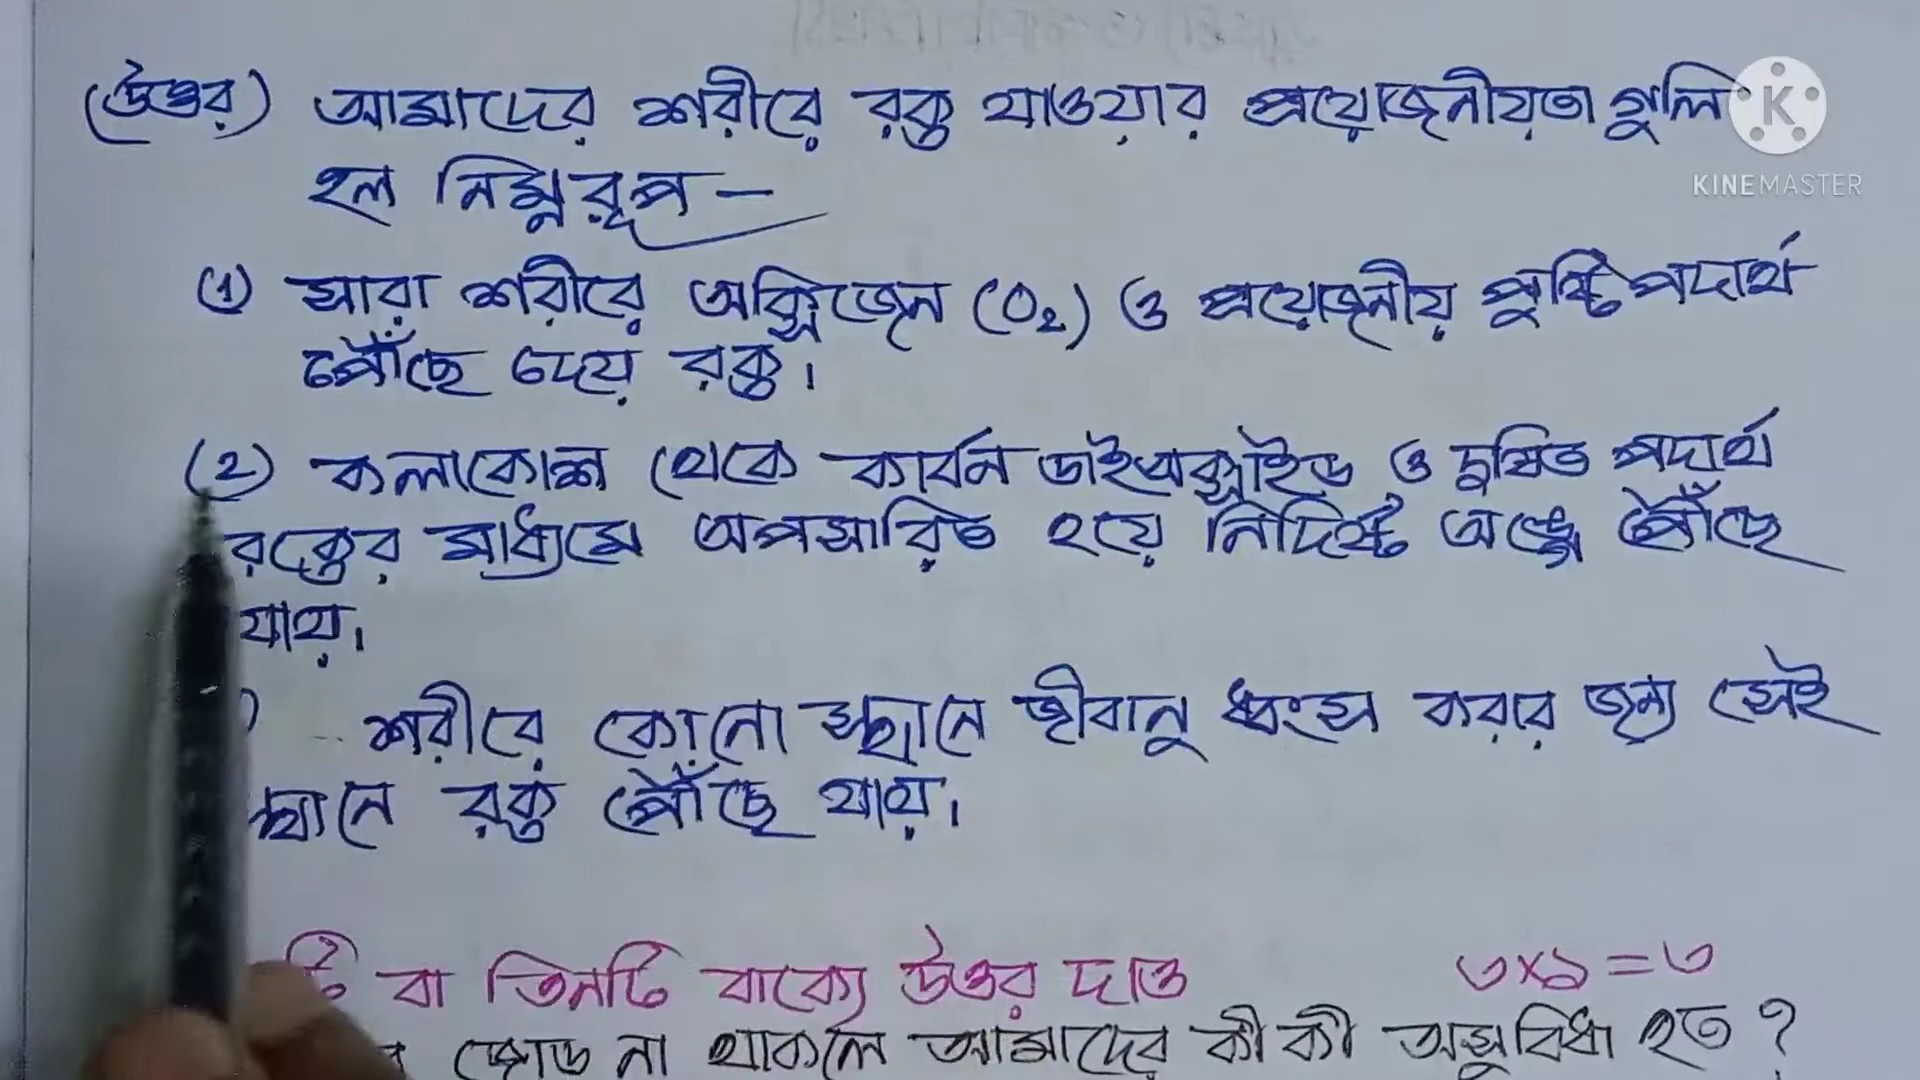 (উত্তর) আমাদের শরীরে রক্ত যাওয়ার প্রয়োজনীয়তা গুলি
হল নিম্নরূপ —
(1) সারা শরীরে অক্সিজেন (O₂) ও প্রয়োজনীয় পুষ্টি পদার্থ
পৌঁছে দেয় রক্ত।
(2) কলাকোশ থেকে কার্বন ডাইঅক্সাইড ও দূষিত পদার্থ
রক্তের মাধ্যমে অপসারিত হয়ে নির্দিষ্ট অঙ্গে পৌঁছে
যায়।
শরীরে কোনো স্থানে জীবানু ধ্বংস করার জন্য সেই
স্থানে রক্ত পৌঁছে যায়।
টি বা তিনটি বাক্যে উত্তর দাও ৩×১=৩
জোড না থাকলে আমাদের কী কী অসুবিধা হত ?
K
KINEMASTER